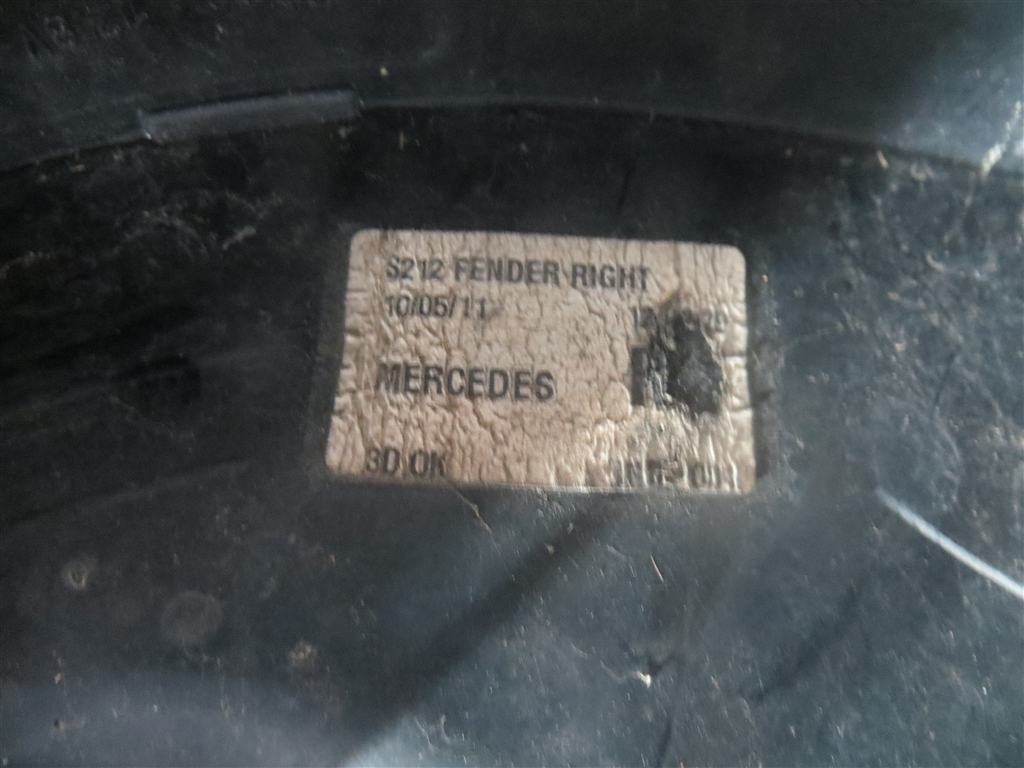 S212 FENDER RIGHT
10/05/11
MERCEDES
3D OK